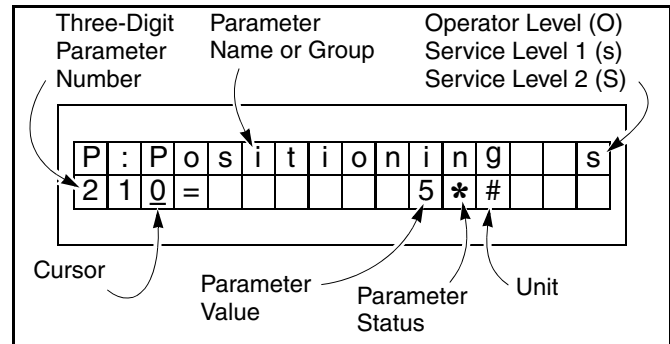 Three-Digit
Parameter
Number
Parameter
Name or Group
Operator Level (O)
Service Level 1 (s)
Service Level 2 (S)
P:Positioning s
210= 5*#
Cursor
Parameter
Value
Parameter
Status
Unit